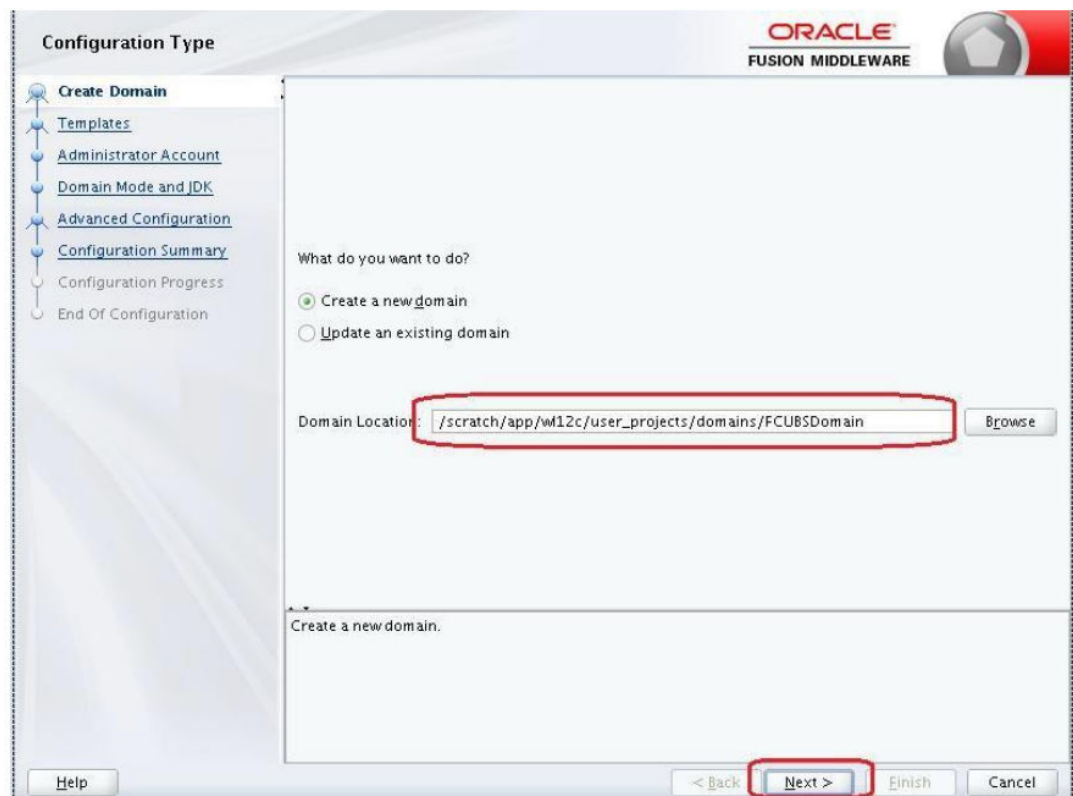 Configuration Type
ORACLE
FUSION MIDDLEWARE
Create Domain
Templates
Administrator Account
Domain Mode and JDK
Advanced Configuration
Configuration Summary
Configuration Progress
End Of Configuration
What do you want to do?
Create a new domain
Update an existing domain
Domain Location: /scratch/app/wl12c/user_projects/domains/FCUBSDomain Browse
Create a new domain.
Help < Back Next > Finish Cancel